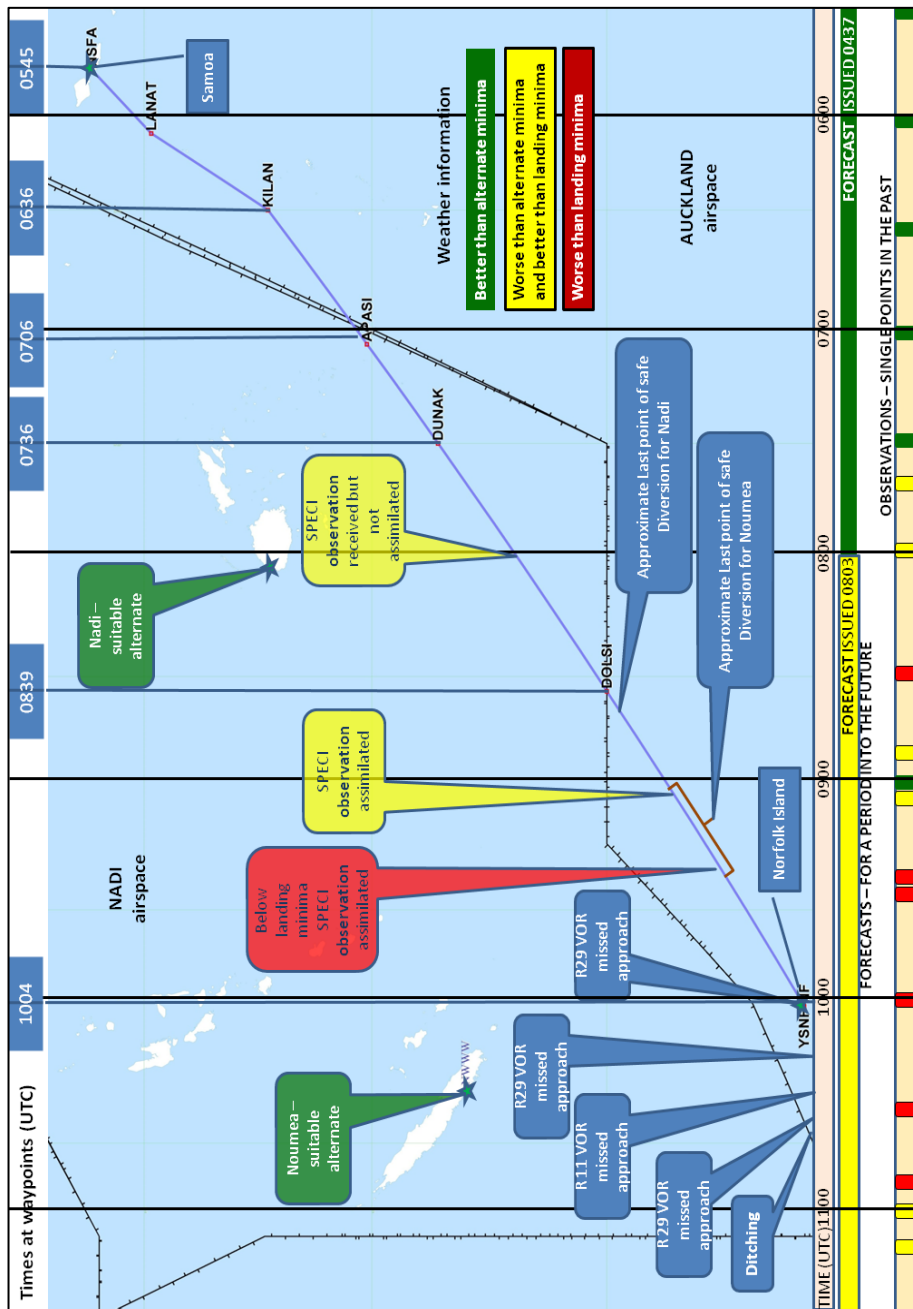 Times at waypoints (UTC)
1004
0839
0736
0706
0636
0545
NADI
airspace
Nadi –
suitable
alternate
Samoa
LANAT
KILAN
APASI
DUNAK
DOLSI
Noumea –
suitable
alternate
WWW
Below
landing
minima
SPECI
observation
assimilated
SPECI
observation
assimilated
SPECI
observation
received but
not
assimilated
Weather information
Better than alternate minima
Worse than alternate minima
and better than landing minima
Worse than landing minima
AUCKLAND
airspace
R29 VOR
missed
approach
R29 VOR
missed
approach
R 11 VOR
missed
approach
R 29 VOR
missed
approach
Ditching
Norfolk Island
Approximate Last point of safe
Diversion for Nadi
Approximate Last point of safe
Diversion for Noumea
TIME (UTC)
1100
1000
0900
0800
0700
0600
FORECAST ISSUED 0803
FORECAST ISSUED 0437
FORECASTS – FOR A PERIOD INTO THE FUTURE
OBSERVATIONS – SINGLE POINTS IN THE PAST